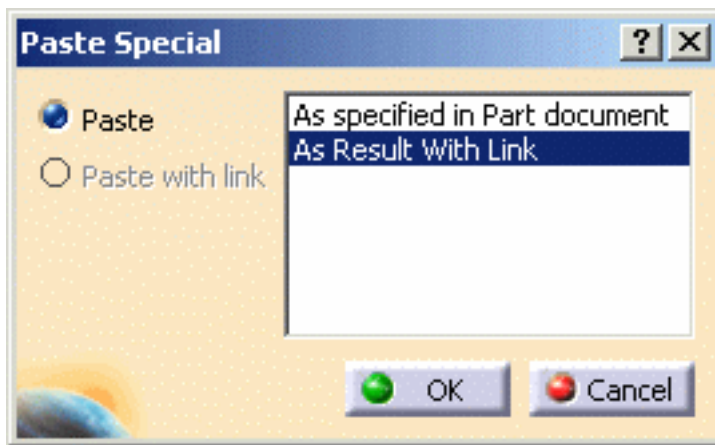 Paste Special
? X
Paste
As specified in Part document
As Result With Link
Paste with link
OK
Cancel